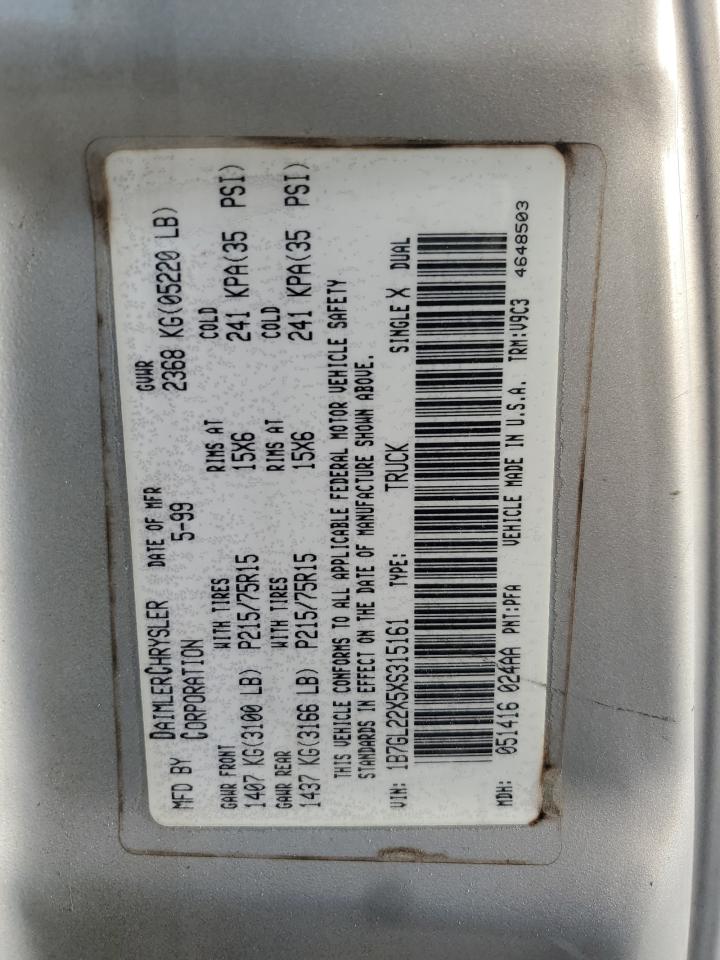 MFD BY DAIMLERCHRYSLER CORPORATION DATE OF MFR 5-99 GVWR 2368 KG(05220 LB)
GAWR FRONT WITH TIRES RIMS AT COLD
1407 KG(3100 LB) P215/75R15 15X6 241 KPA(35 PSI)
GAWR REAR WITH TIRES RIMS AT COLD
1437 KG(3166 LB) P215/75R15 15X6 241 KPA(35 PSI)
THIS VEHICLE CONFORMS TO ALL APPLICABLE FEDERAL MOTOR VEHICLE SAFETY
STANDARDS IN EFFECT ON THE DATE OF MANUFACTURE SHOWN ABOVE.
VIN: 1B7GL22X5XS315161 TYPE: TRUCK SINGLE X DUAL
MDH: 051416 024AA PNT:PFA VEHICLE MADE IN U.S.A. TRM:V9C3 4648503